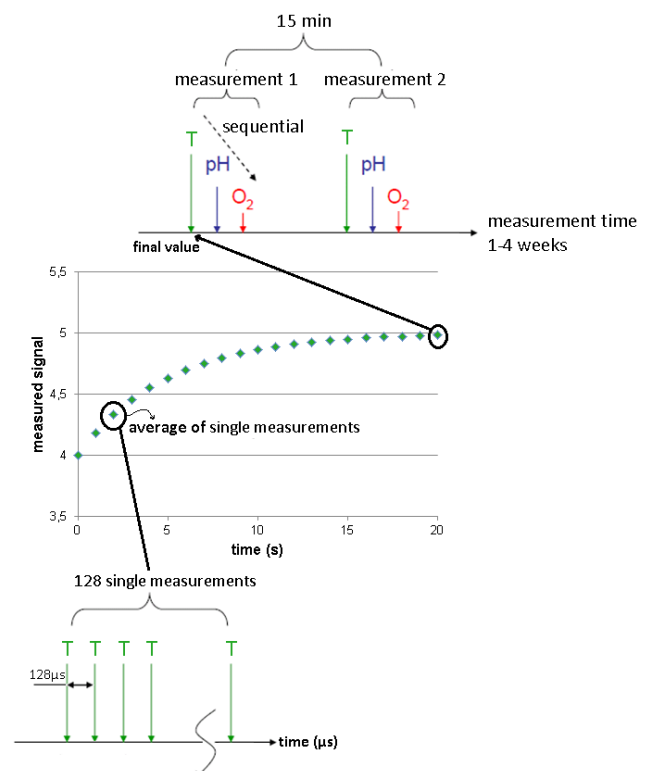 15 min
measurement 1 measurement 2
sequential
T T
pH pH
O2 O2
final value
measurement time
1-4 weeks
5,5
5
4,5
4
3,5
measured signal
average of single measurements
0 5 10 15 20
time (s)
128 single measurements
T T T T T
128µs
time (µs)